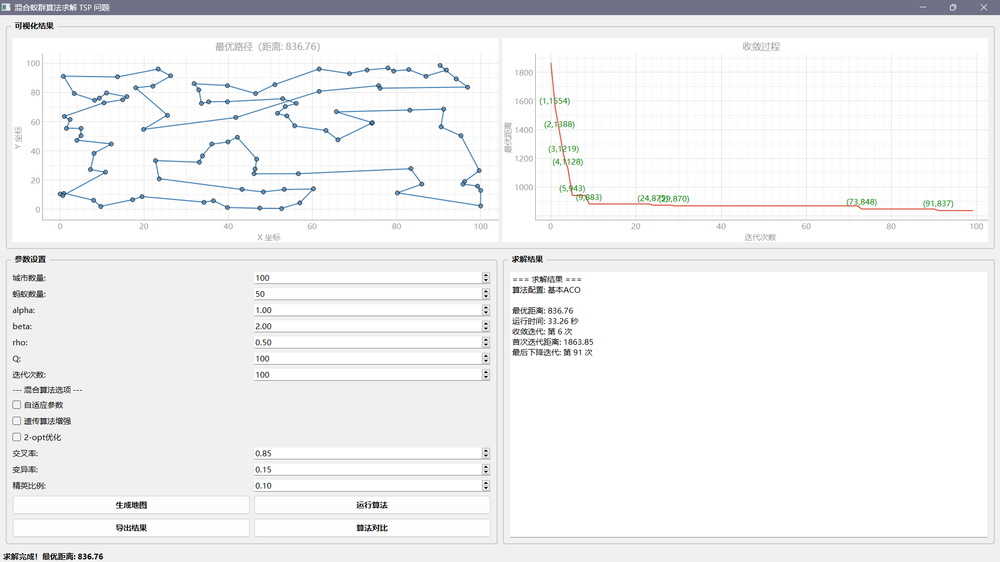 混合蚁群算法求解 TSP 问题
可视化结果
最优路径（距离: 836.76）
100
80
60
40
20
0
Y 坐标
0 20 40 60 80 100
X 坐标
收敛过程
1800
1600
1400
1200
1000
最优距离
(1,1554)
(2,1388)
(3,1219)
(4,1128)
(5,943)
(9,883)
(24,875)
(29,870)
(73,848)
(91,837)
0 20 40 60 80 100
迭代次数
参数设置
城市数量: 100
蚂蚁数量: 50
alpha: 1.00
beta: 2.00
rho: 0.50
Q: 100
迭代次数: 100
--- 混合算法选项 ---
自适应参数
遗传算法增强
2-opt优化
交叉率: 0.85
变异率: 0.15
精英比例: 0.10
生成地图 运行算法
导出结果 算法对比
求解结果
=== 求解结果 ===
算法配置: 基本ACO
最优距离: 836.76
运行时间: 33.26 秒
收敛迭代: 第 6 次
首次迭代距离: 1863.85
最后下降迭代: 第 91 次
求解完成！最优距离: 836.76